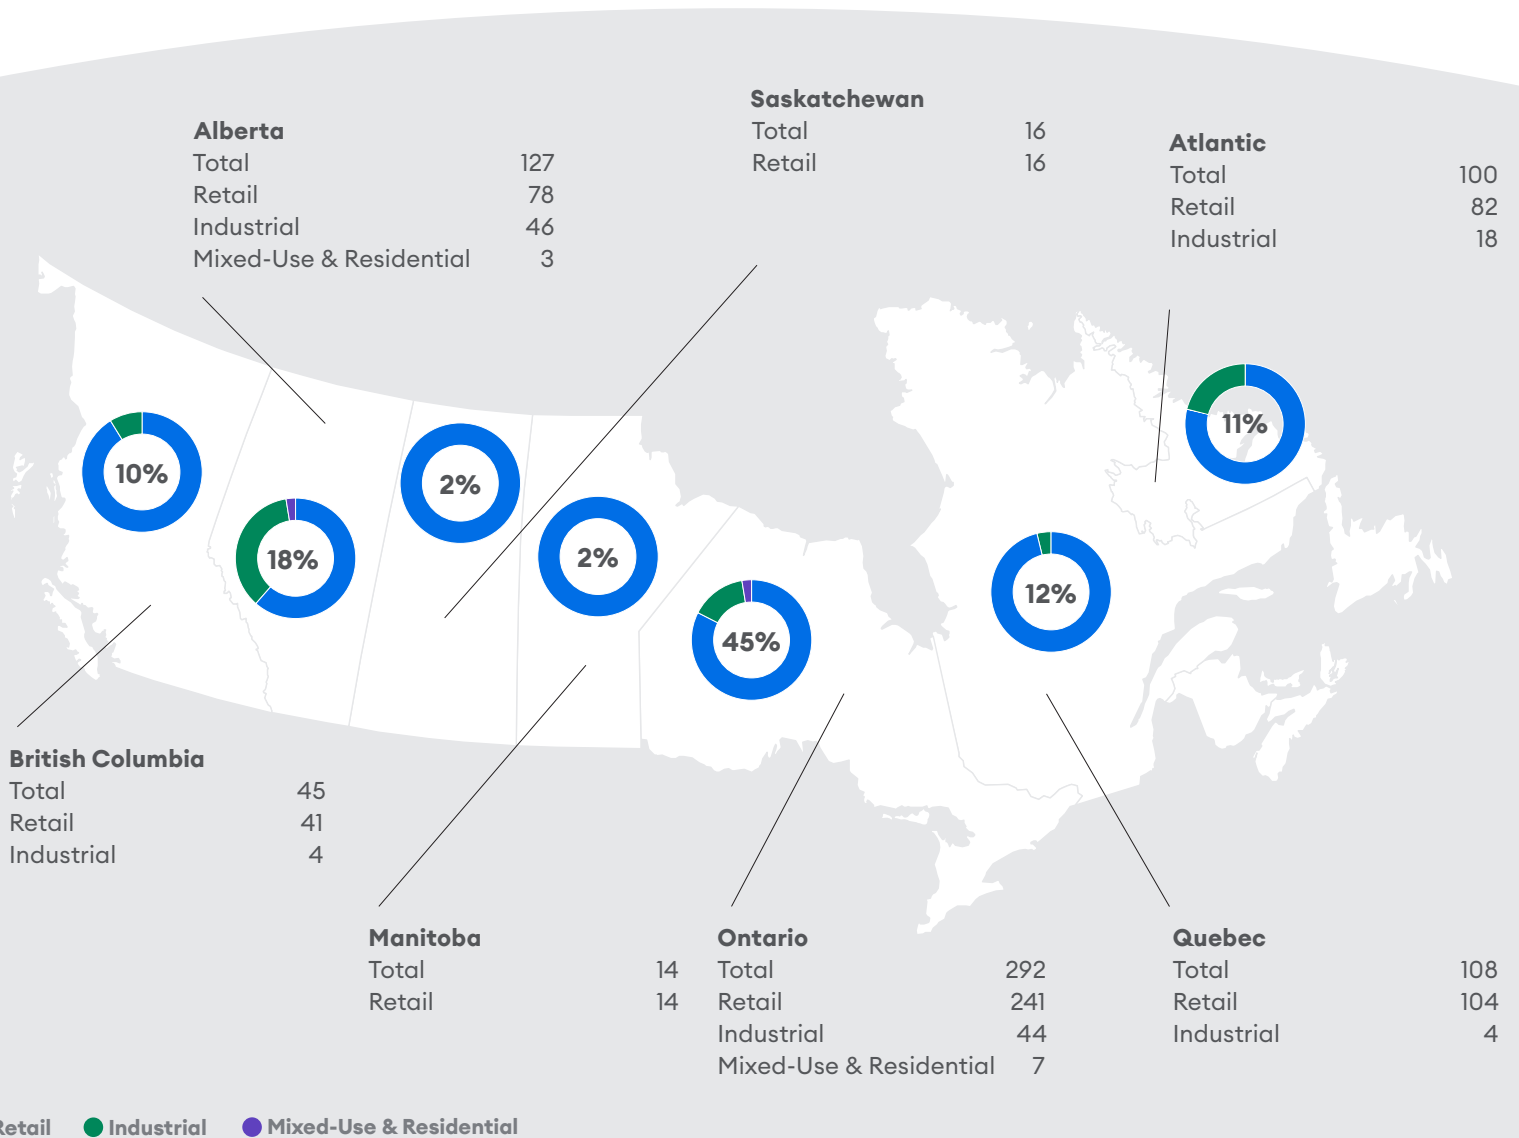 Saskatchewan
Total 16
Retail 16
Alberta
Total 127
Retail 78
Industrial 46
Mixed-Use & Residential 3
Atlantic
Total 100
Retail 82
Industrial 18
10%
18%
2%
2%
45%
12%
11%
British Columbia
Total 45
Retail 41
Industrial 4
Manitoba
Total 14
Retail 14
Ontario
Total 292
Retail 241
Industrial 44
Mixed-Use & Residential 7
Quebec
Total 108
Retail 104
Industrial 4
Retail Industrial Mixed-Use & Residential